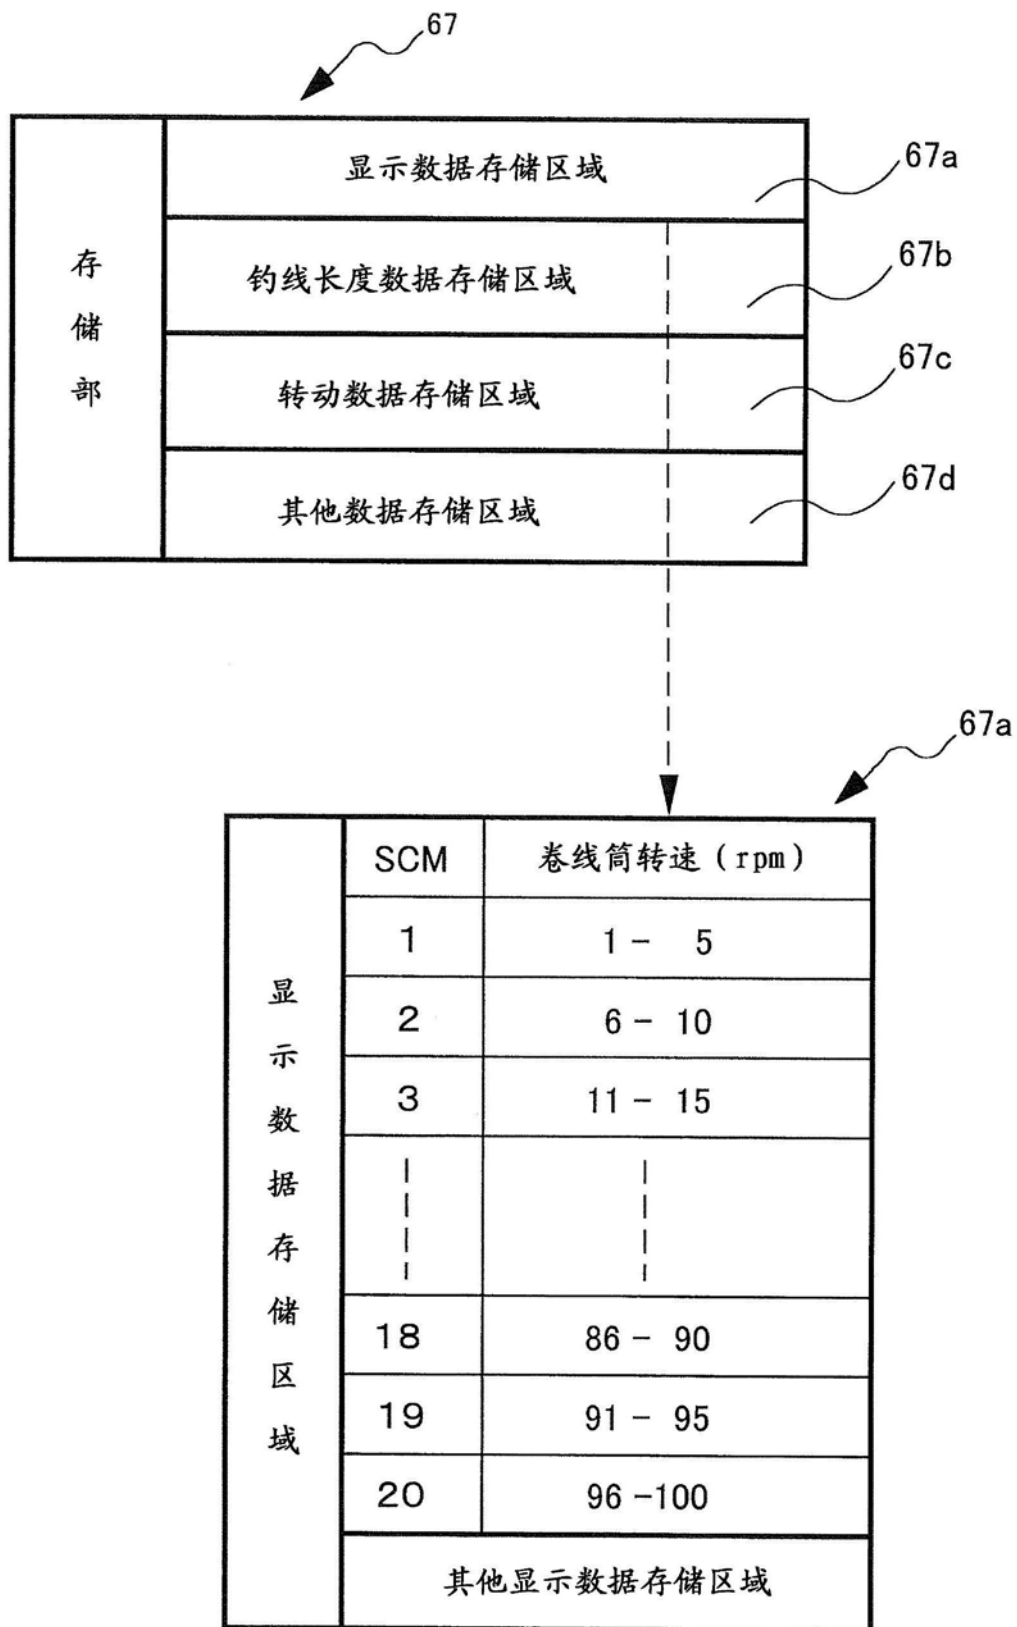 67
存储部
显示数据存储区域
67a
钓线长度数据存储区域
67b
转动数据存储区域
67c
其他数据存储区域
67d
67a
显示数据存储区域
SCM 卷线筒转速（rpm）
1 1 - 5
2 6 - 10
3 11 - 15
18 86 - 90
19 91 - 95
20 96 -100
其他显示数据存储区域